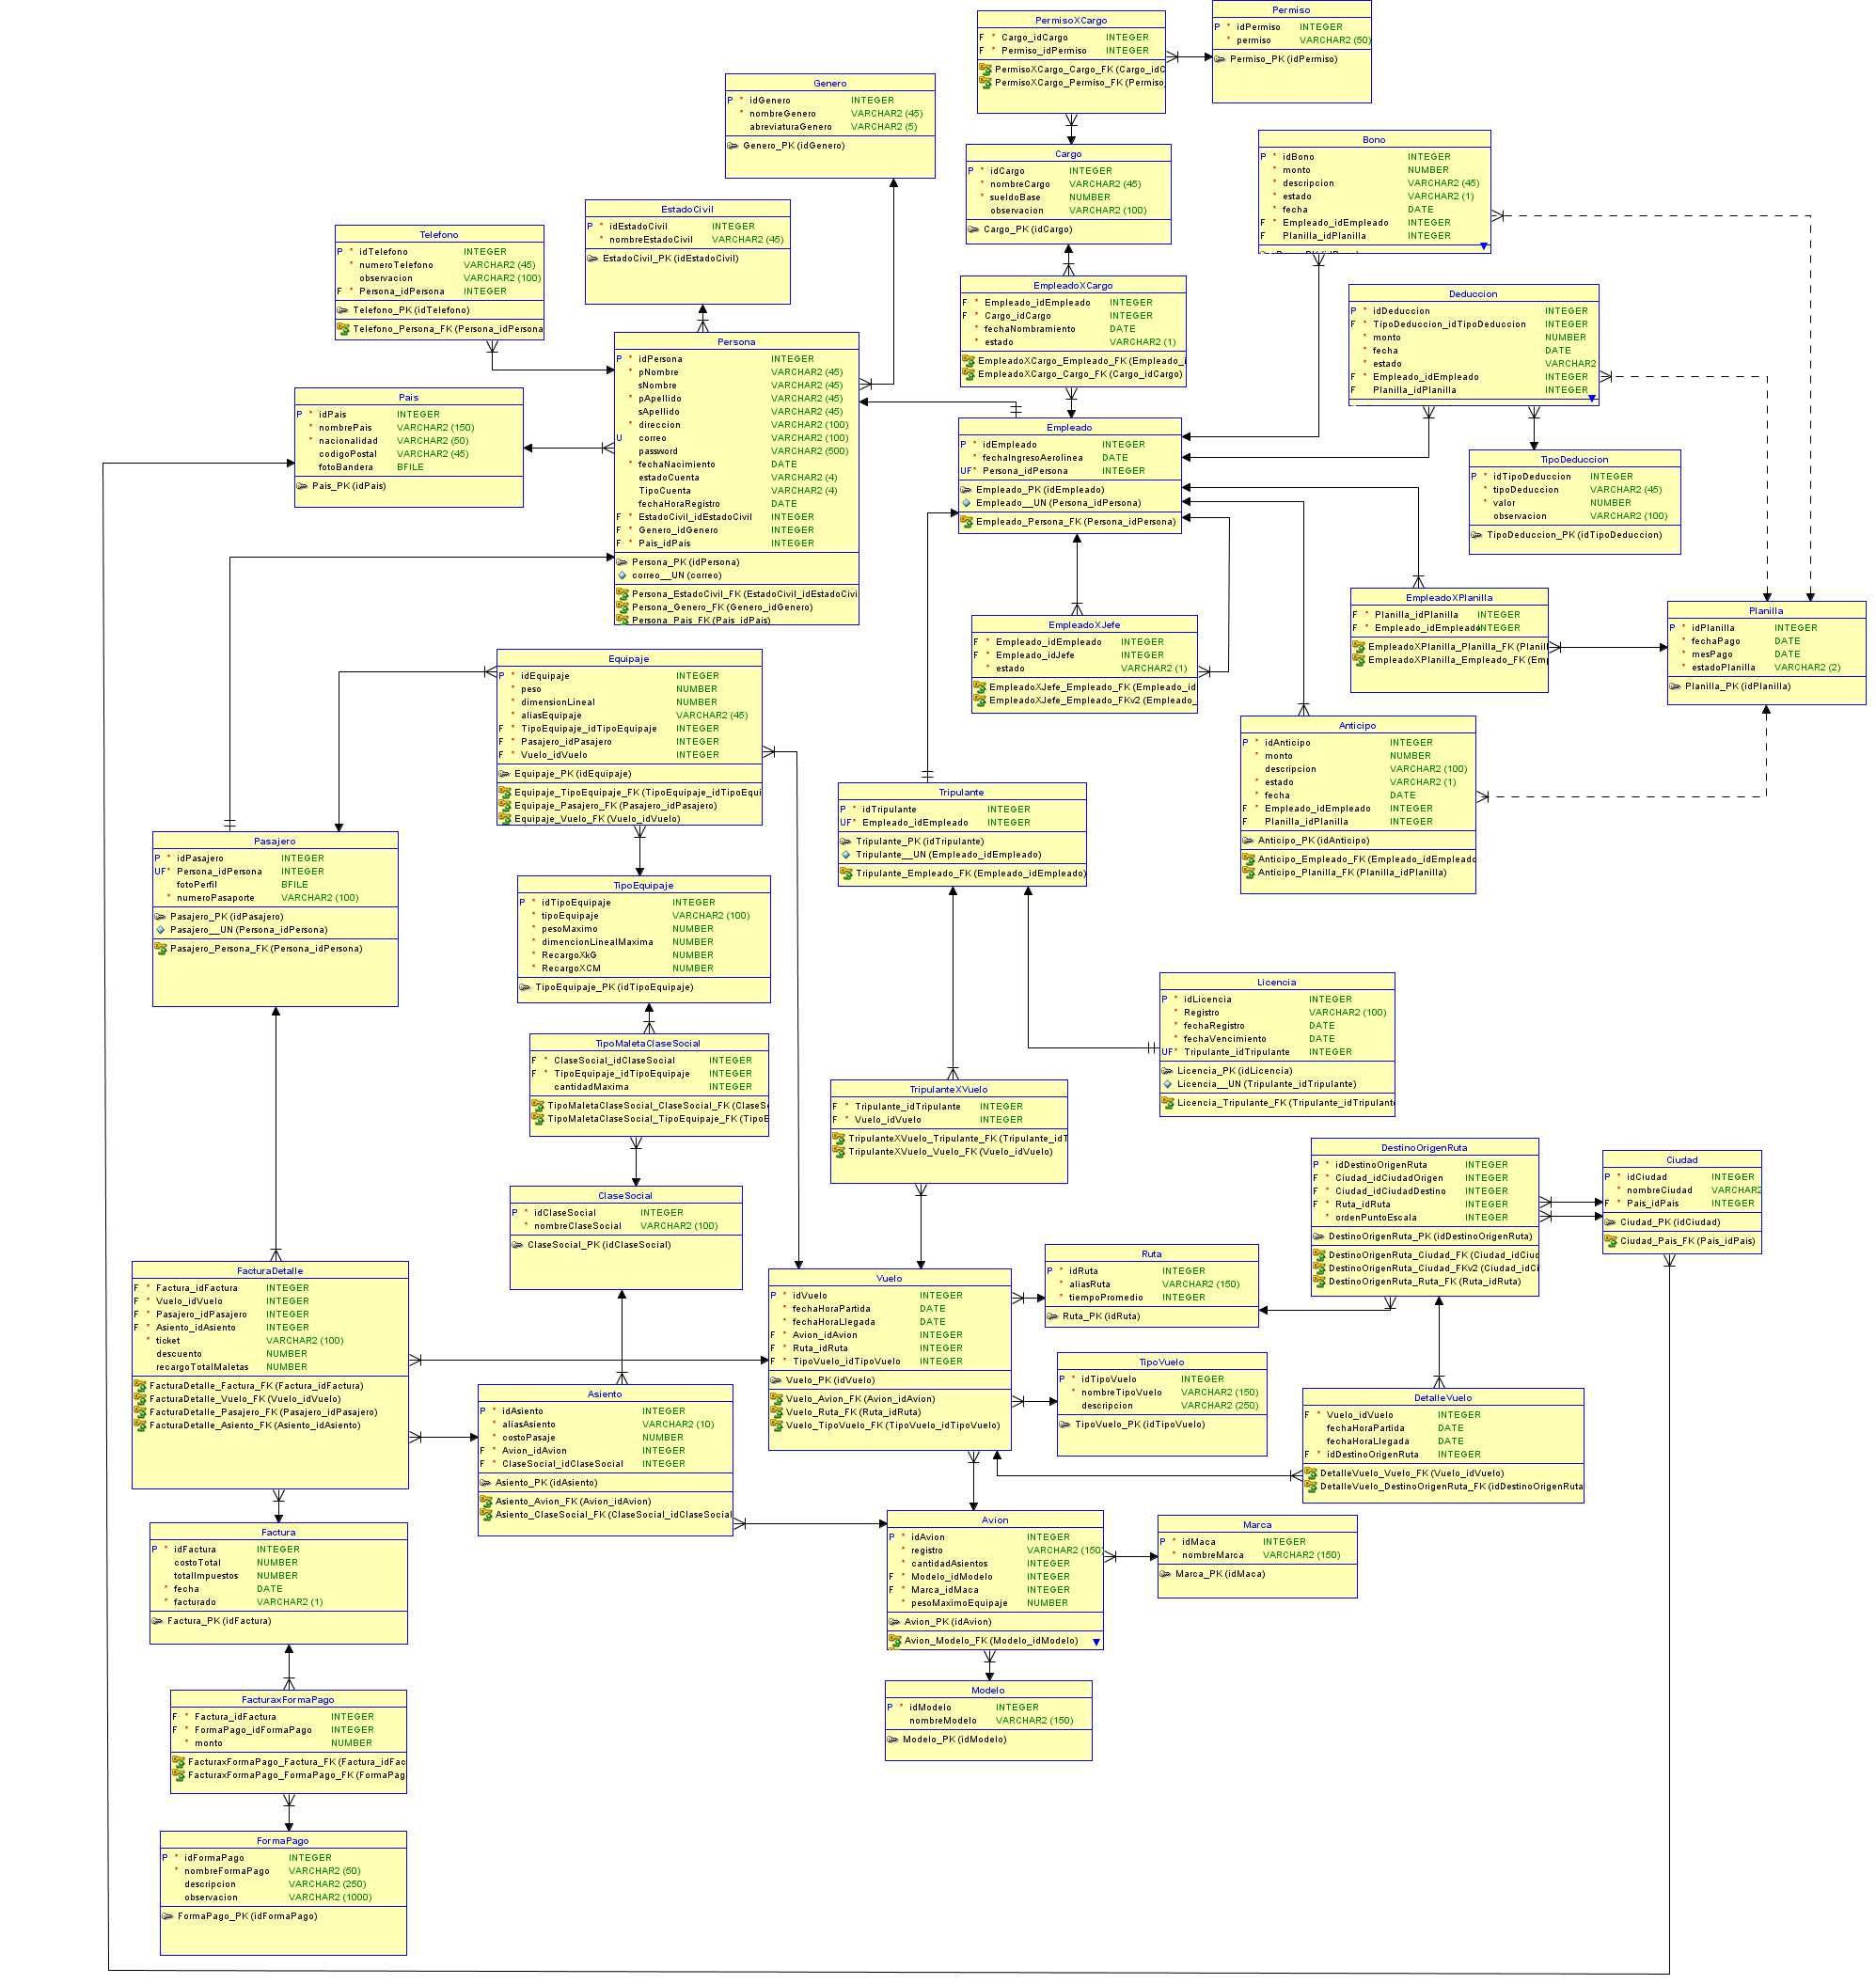 PermisoXCargo
F * Cargo_idCargo INTEGER
F * Permiso_idPermiso INTEGER
PermisoXCargo_Cargo_FK (Cargo_idC
PermisoXCargo_Permiso_FK (Permiso_
Permiso
P * idPermiso INTEGER
* permiso VARCHAR2 (50)
Permiso_PK (idPermiso)
Genero
P * idGenero INTEGER
* nombreGenero VARCHAR2 (45)
abreviaturaGenero VARCHAR2 (5)
Genero_PK (idGenero)
Cargo
P * idCargo INTEGER
* nombreCargo VARCHAR2 (45)
* sueldoBase NUMBER
observacion VARCHAR2 (100)
Cargo_PK (idCargo)
Bono
P * idBono INTEGER
* monto NUMBER
* descripcion VARCHAR2 (45)
* estado VARCHAR2 (1)
* fecha DATE
F * Empleado_idEmpleado INTEGER
F Planilla_idPlanilla INTEGER
EstadoCivil
P * idEstadoCivil INTEGER
* nombreEstadoCivil VARCHAR2 (45)
EstadoCivil_PK (idEstadoCivil)
Telefono
P * idTelefono INTEGER
* numeroTelefono VARCHAR2 (45)
observacion VARCHAR2 (100)
F * Persona_idPersona INTEGER
Telefono_PK (idTelefono)
Telefono_Persona_FK (Persona_idPersona
EmpleadoXCargo
F * Empleado_idEmpleado INTEGER
F * Cargo_idCargo INTEGER
* fechaNombramiento DATE
* estado VARCHAR2 (1)
EmpleadoXCargo_Empleado_FK (Empleado_i
EmpleadoXCargo_Cargo_FK (Cargo_idCargo)
Deduccion
P * idDeduccion INTEGER
F * TipoDeduccion_idTipoDeduccion INTEGER
* monto NUMBER
* fecha DATE
* estado VARCHAR2
F * Empleado_idEmpleado INTEGER
F Planilla_idPlanilla INTEGER
Persona
P * idPersona INTEGER
* pNombre VARCHAR2 (45)
sNombre VARCHAR2 (45)
* pApellido VARCHAR2 (45)
sApellido VARCHAR2 (45)
* direccion VARCHAR2 (100)
U correo VARCHAR2 (100)
password VARCHAR2 (500)
* fechaNacimiento DATE
estadoCuenta VARCHAR2 (4)
TipoCuenta VARCHAR2 (4)
fechaHoraRegistro DATE
F * EstadoCivil_idEstadoCivil INTEGER
F * Genero_idGenero INTEGER
F * Pais_idPais INTEGER
Persona_PK (idPersona)
correo__UN (correo)
Persona_EstadoCivil_FK (EstadoCivil_idEstadoCivi
Persona_Genero_FK (Genero_idGenero)
Persona_Pais_FK (Pais_idPais)
Pais
P * idPais INTEGER
* nombrePais VARCHAR2 (150)
* nacionalidad VARCHAR2 (50)
codigoPostal VARCHAR2 (45)
fotoBandera BFILE
Pais_PK (idPais)
Empleado
P * idEmpleado INTEGER
* fechaIngresoAerolinea DATE
UF* Persona_idPersona INTEGER
Empleado_PK (idEmpleado)
Empleado__UN (Persona_idPersona)
Empleado_Persona_FK (Persona_idPersona)
TipoDeduccion
P * idTipoDeduccion INTEGER
* tipoDeduccion VARCHAR2 (45)
* valor NUMBER
observacion VARCHAR2 (100)
TipoDeduccion_PK (idTipoDeduccion)
EmpleadoXPlanilla
F * Planilla_idPlanilla INTEGER
F * Empleado_idEmpleado INTEGER
EmpleadoXPlanilla_Planilla_FK (Planill
EmpleadoXPlanilla_Empleado_FK (Emp
Planilla
P * idPlanilla INTEGER
* fechaPago DATE
* mesPago DATE
* estadoPlanilla VARCHAR2 (2)
Planilla_PK (idPlanilla)
EmpleadoXJefe
F * Empleado_idEmpleado INTEGER
F * Empleado_idJefe INTEGER
* estado VARCHAR2 (1)
EmpleadoXJefe_Empleado_FK (Empleado_id
EmpleadoXJefe_Empleado_FKv2 (Empleado_
Equipaje
P * idEquipaje INTEGER
* peso NUMBER
* dimensionLineal NUMBER
* aliasEquipaje VARCHAR2 (45)
F * TipoEquipaje_idTipoEquipaje INTEGER
F * Pasajero_idPasajero INTEGER
F * Vuelo_idVuelo INTEGER
Equipaje_PK (idEquipaje)
Equipaje_TipoEquipaje_FK (TipoEquipaje_idTipoEqui
Equipaje_Pasajero_FK (Pasajero_idPasajero)
Equipaje_Vuelo_FK (Vuelo_idVuelo)
Anticipo
P * idAnticipo INTEGER
* monto NUMBER
descripcion VARCHAR2 (100)
* estado VARCHAR2 (1)
* fecha DATE
F * Empleado_idEmpleado INTEGER
F Planilla_idPlanilla INTEGER
Anticipo_PK (idAnticipo)
Anticipo_Empleado_FK (Empleado_idEmpleado
Anticipo_Planilla_FK (Planilla_idPlanilla)
Tripulante
P * idTripulante INTEGER
UF* Empleado_idEmpleado INTEGER
Tripulante_PK (idTripulante)
Tripulante__UN (Empleado_idEmpleado)
Tripulante_Empleado_FK (Empleado_idEmpleado)
Pasajero
P * idPasajero INTEGER
UF* Persona_idPersona INTEGER
fotoPerfil BFILE
* numeroPasaporte VARCHAR2 (100)
Pasajero_PK (idPasajero)
Pasajero__UN (Persona_idPersona)
Pasajero_Persona_FK (Persona_idPersona)
TipoEquipaje
P * idTipoEquipaje INTEGER
* tipoEquipaje VARCHAR2 (100)
* pesoMaximo NUMBER
* dimencionLinealMaxima NUMBER
* RecargoXkG NUMBER
* RecargoXCM NUMBER
TipoEquipaje_PK (idTipoEquipaje)
Licencia
P * idLicencia INTEGER
* Registro VARCHAR2 (100)
* fechaRegistro DATE
* fechaVencimiento DATE
UF* Tripulante_idTripulante INTEGER
Licencia_PK (idLicencia)
Licencia__UN (Tripulante_idTripulante)
Licencia_Tripulante_FK (Tripulante_idTripulant
TipoMaletaClaseSocial
F * ClaseSocial_idClaseSocial INTEGER
F * TipoEquipaje_idTipoEquipaje INTEGER
cantidadMaxima INTEGER
TipoMaletaClaseSocial_ClaseSocial_FK (ClaseSo
TipoMaletaClaseSocial_TipoEquipaje_FK (TipoE
TripulanteXVuelo
F * Tripulante_idTripulante INTEGER
F * Vuelo_idVuelo INTEGER
TripulanteXVuelo_Tripulante_FK (Tripulante_idT
TripulanteXVuelo_Vuelo_FK (Vuelo_idVuelo)
DestinoOrigenRuta
P * idDestinoOrigenRuta INTEGER
F * Ciudad_idCiudadOrigen INTEGER
F * Ciudad_idCiudadDestino INTEGER
F * Ruta_idRuta INTEGER
* ordenPuntoEscala INTEGER
DestinoOrigenRuta_PK (idDestinoOrigenRuta)
DestinoOrigenRuta_Ciudad_FK (Ciudad_idCiud
DestinoOrigenRuta_Ciudad_FKv2 (Ciudad_idCi
DestinoOrigenRuta_Ruta_FK (Ruta_idRuta)
Ciudad
P * idCiudad INTEGER
* nombreCiudad VARCHAR2
F * Pais_idPais INTEGER
Ciudad_PK (idCiudad)
Ciudad_Pais_FK (Pais_idPais)
ClaseSocial
P * idClaseSocial INTEGER
* nombreClaseSocial VARCHAR2 (100)
ClaseSocial_PK (idClaseSocial)
Ruta
P * idRuta INTEGER
* aliasRuta VARCHAR2 (150)
* tiempoPromedio INTEGER
Ruta_PK (idRuta)
FacturaDetalle
F * Factura_idFactura INTEGER
F * Vuelo_idVuelo INTEGER
F * Pasajero_idPasajero INTEGER
F * Asiento_idAsiento INTEGER
* ticket VARCHAR2 (100)
descuento NUMBER
recargoTotalMaletas NUMBER
FacturaDetalle_Factura_FK (Factura_idFactura)
FacturaDetalle_Vuelo_FK (Vuelo_idVuelo)
FacturaDetalle_Pasajero_FK (Pasajero_idPasajero)
FacturaDetalle_Asiento_FK (Asiento_idAsiento)
Vuelo
P * idVuelo INTEGER
* fechaHoraPartida DATE
* fechaHoraLlegada DATE
F * Avion_idAvion INTEGER
F * Ruta_idRuta INTEGER
F * TipoVuelo_idTipoVuelo INTEGER
Vuelo_PK (idVuelo)
Vuelo_Avion_FK (Avion_idAvion)
Vuelo_Ruta_FK (Ruta_idRuta)
Vuelo_TipoVuelo_FK (TipoVuelo_idTipoVuelo)
TipoVuelo
P * idTipoVuelo INTEGER
* nombreTipoVuelo VARCHAR2 (150)
descripcion VARCHAR2 (250)
TipoVuelo_PK (idTipoVuelo)
Asiento
P * idAsiento INTEGER
* aliasAsiento VARCHAR2 (10)
* costoPasaje NUMBER
F * Avion_idAvion INTEGER
F * ClaseSocial_idClaseSocial INTEGER
Asiento_PK (idAsiento)
Asiento_Avion_FK (Avion_idAvion)
Asiento_ClaseSocial_FK (ClaseSocial_idClaseSocial
DetalleVuelo
F * Vuelo_idVuelo INTEGER
fechaHoraPartida DATE
fechaHoraLlegada DATE
F * idDestinoOrigenRuta INTEGER
DetalleVuelo_Vuelo_FK (Vuelo_idVuelo)
DetalleVuelo_DestinoOrigenRuta_FK (idDestinoOrigenRuta
Factura
P * idFactura INTEGER
costoTotal NUMBER
totalImpuestos NUMBER
* fecha DATE
* facturado VARCHAR2 (1)
Factura_PK (idFactura)
Avion
P * idAvion INTEGER
* registro VARCHAR2 (150)
* cantidadAsientos INTEGER
F * Modelo_idModelo INTEGER
F * Marca_idMaca INTEGER
* pesoMaximoEquipaje NUMBER
Avion_PK (idAvion)
Avion_Modelo_FK (Modelo_idModelo)
Marca
P * idMaca INTEGER
* nombreMarca VARCHAR2 (150)
Marca_PK (idMaca)
FacturaxFormaPago
F * Factura_idFactura INTEGER
F * FormaPago_idFormaPago INTEGER
* monto NUMBER
FacturaxFormaPago_Factura_FK (Factura_idFac
FacturaxFormaPago_FormaPago_FK (FormaPag
Modelo
P * idModelo INTEGER
nombreModelo VARCHAR2 (150)
Modelo_PK (idModelo)
FormaPago
P * idFormaPago INTEGER
* nombreFormaPago VARCHAR2 (50)
descripcion VARCHAR2 (250)
observacion VARCHAR2 (1000)
FormaPago_PK (idFormaPago)